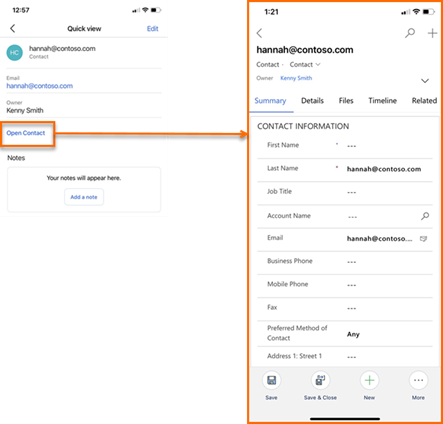 12:57
Quick view
Edit
HC
hannah@contoso.com
Contact
Email
hannah@contoso.com
Owner
Kenny Smith
Open Contact
Notes
Your notes will appear here.
Add a note
1:21
hannah@contoso.com
Contact · Contact
Owner Kenny Smith
Summary Details Files Timeline Related
CONTACT INFORMATION
First Name * ---
Last Name * hannah@contoso.com
Job Title ---
Account Name ---
Email hannah@contoso....
Business Phone ---
Mobile Phone ---
Fax ---
Preferred Method of
Contact Any
Address 1: Street 1 ---
Save Save & Close New More